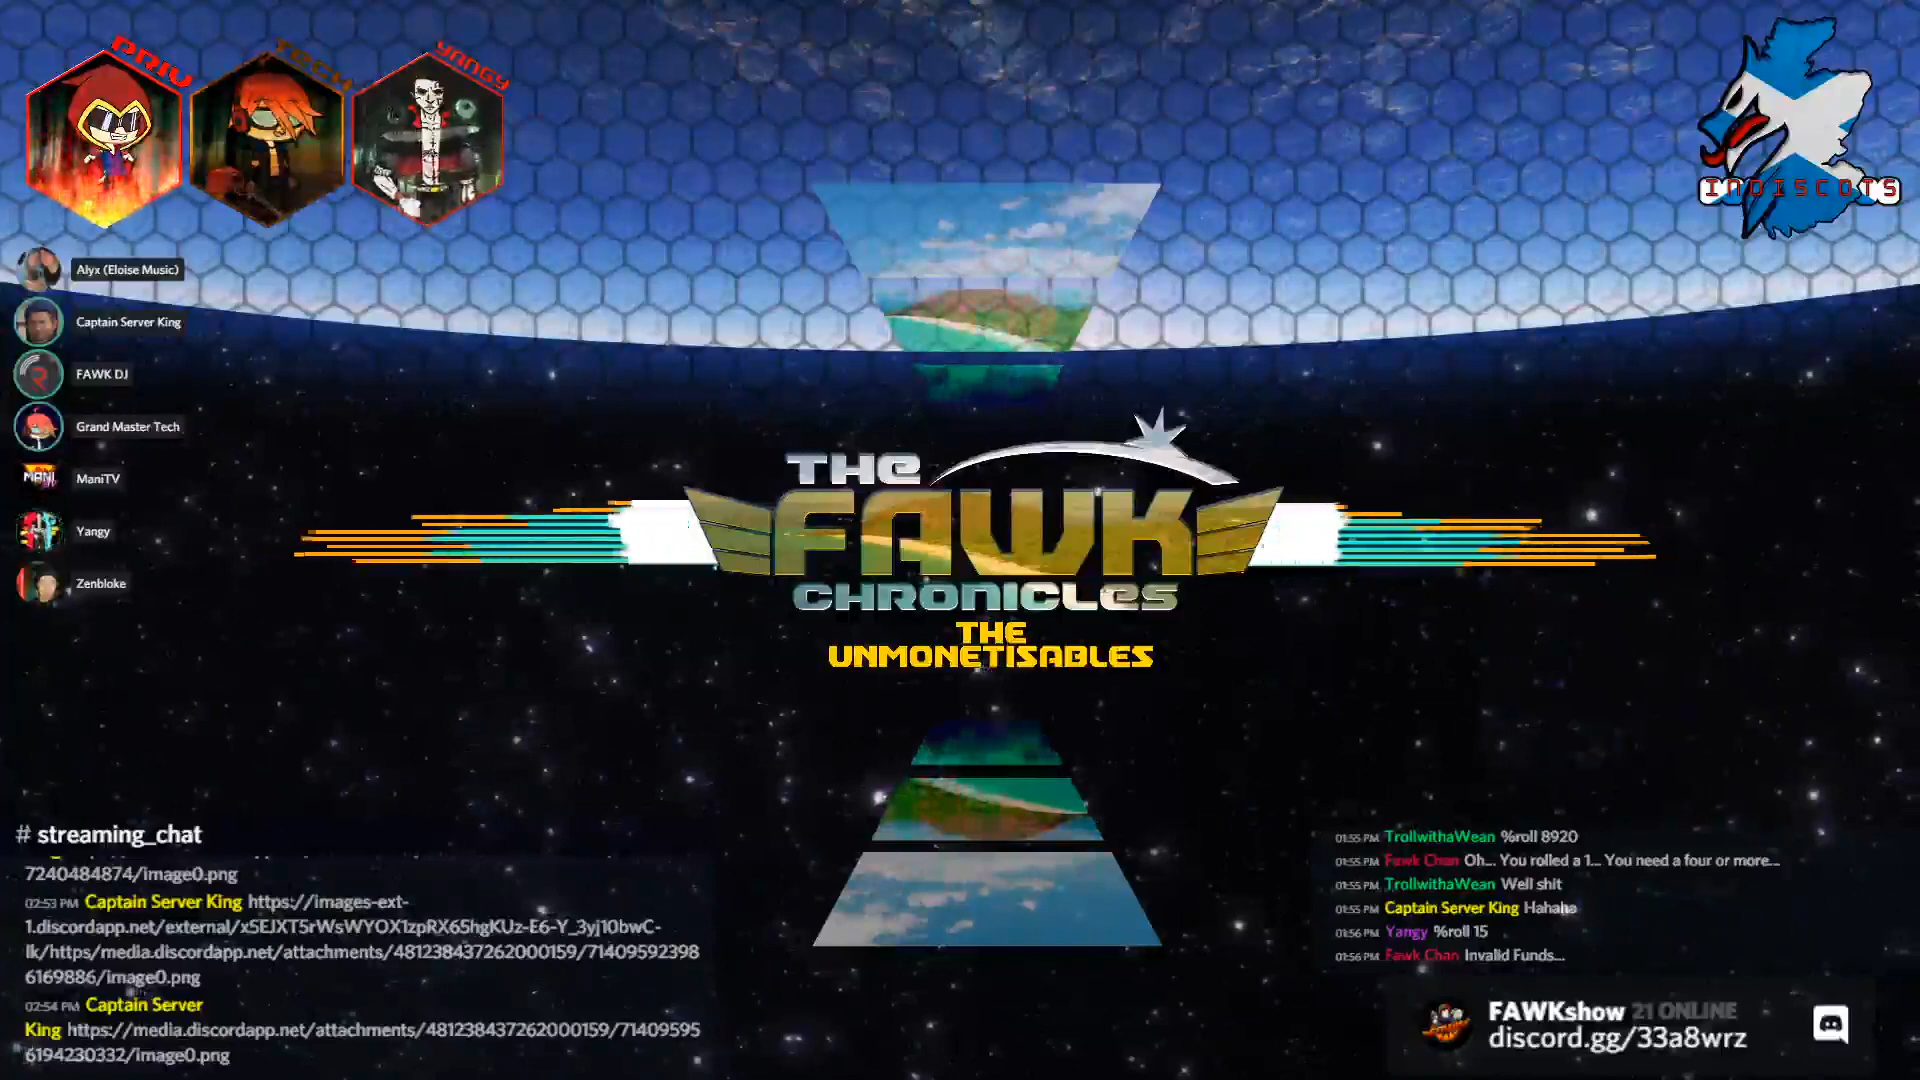 DRIV
TECH
YANGY
INDISCOTS
Alyx (Eloise Music)
Captain Server King
FAWK DJ
Grand Master Tech
MANI
ManiTV
Yangy
Zenbloke
THE
FAWK
CHRONICLES
THE
UNMONETISABLES
# streaming_chat
7240484874/image0.png
02:53 PM Captain Server King https://images-ext-
1.discordapp.net/external/x5EJXT5rWsWYOX1zpRX65hgKUz-E6-Y_3yj10bwC-
lk/https/media.discordapp.net/attachments/481238437262000159/71409592398
6169886/image0.png
02:54 PM Captain Server
King https://media.discordapp.net/attachments/481238437262000159/71409595
6194230332/image0.png
01:55 PM TrollwithaWean %roll 8920
01:55 PM Fawk Chan Oh... You rolled a 1... You need a four or more...
01:55 PM TrollwithaWean Well shit
01:55 PM Captain Server King Hahaha
01:56 PM Yangy %roll 15
01:56 PM Fawk Chan Invalid Funds...
FAWKshow 21 ONLINE
discord.gg/33a8wrz